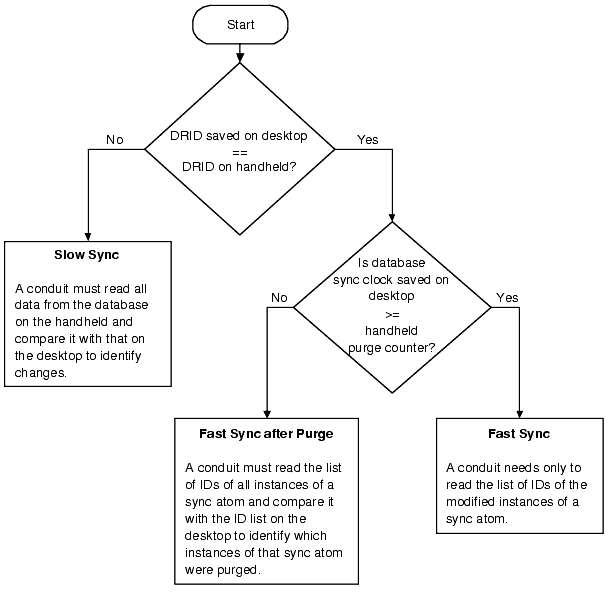 Start
DRID saved on desktop
==
DRID on handheld?
No
Yes
Slow Sync
A conduit must read all
data from the database
on the handheld and
compare it with that on
the desktop to identify
changes.
Is database
sync clock saved on
desktop
>=
handheld
purge counter?
No
Yes
Fast Sync after Purge
A conduit must read the list
of IDs of all instances of a
sync atom and compare it
with the ID list on the
desktop to identify which
instances of that sync atom
were purged.
Fast Sync
A conduit needs only to
read the list of IDs of the
modified instances of a
sync atom.